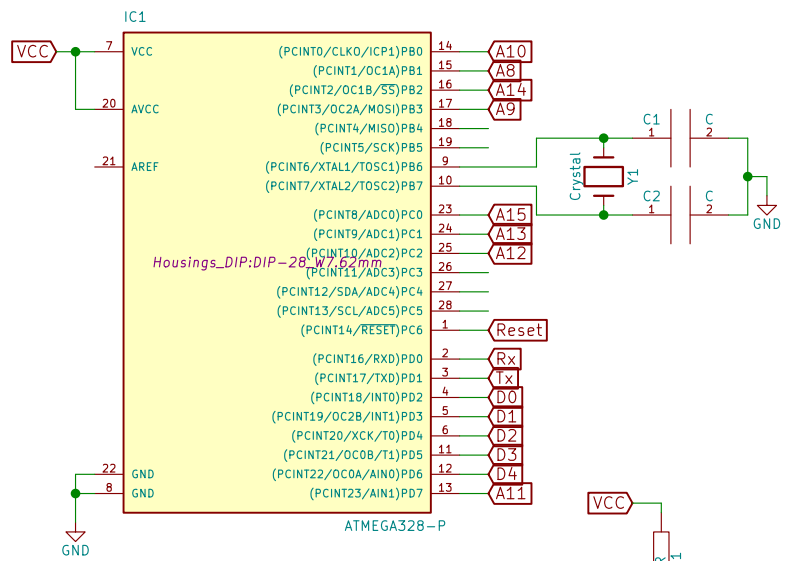 IC1
VCC 7 VCC (PCINT0/CLKO/ICP1)PB0 14 A10
(PCINT1/OC1A)PB1 15 A8
(PCINT2/OC1B/SS)PB2 16 A14
20 AVCC (PCINT3/OC2A/MOSI)PB3 17 A9
(PCINT4/MISO)PB4 18
(PCINT5/SCK)PB5 19
21 AREF (PCINT6/XTAL1/TOSC1)PB6 9
(PCINT7/XTAL2/TOSC2)PB7 10
C1 C
1 2
Crystal Y1
C2 C
1 2
GND
(PCINT8/ADC0)PC0 23 A15
(PCINT9/ADC1)PC1 24 A13
(PCINT10/ADC2)PC2 25 A12
Housings_DIP:DIP-28_W7.62mm
(PCINT11/ADC3)PC3 26
(PCINT12/SDA/ADC4)PC4 27
(PCINT13/SCL/ADC5)PC5 28
(PCINT14/RESET)PC6 1 Reset
(PCINT16/RXD)PD0 2 Rx
(PCINT17/TXD)PD1 3 Tx
(PCINT18/INT0)PD2 4 D0
(PCINT19/OC2B/INT1)PD3 5 D1
(PCINT20/XCK/T0)PD4 6 D2
(PCINT21/OC0B/T1)PD5 11 D3
22 GND (PCINT22/OC0A/AIN0)PD6 12 D4
8 GND (PCINT23/AIN1)PD7 13 A11
GND
ATMEGA328-P
VCC
R
1